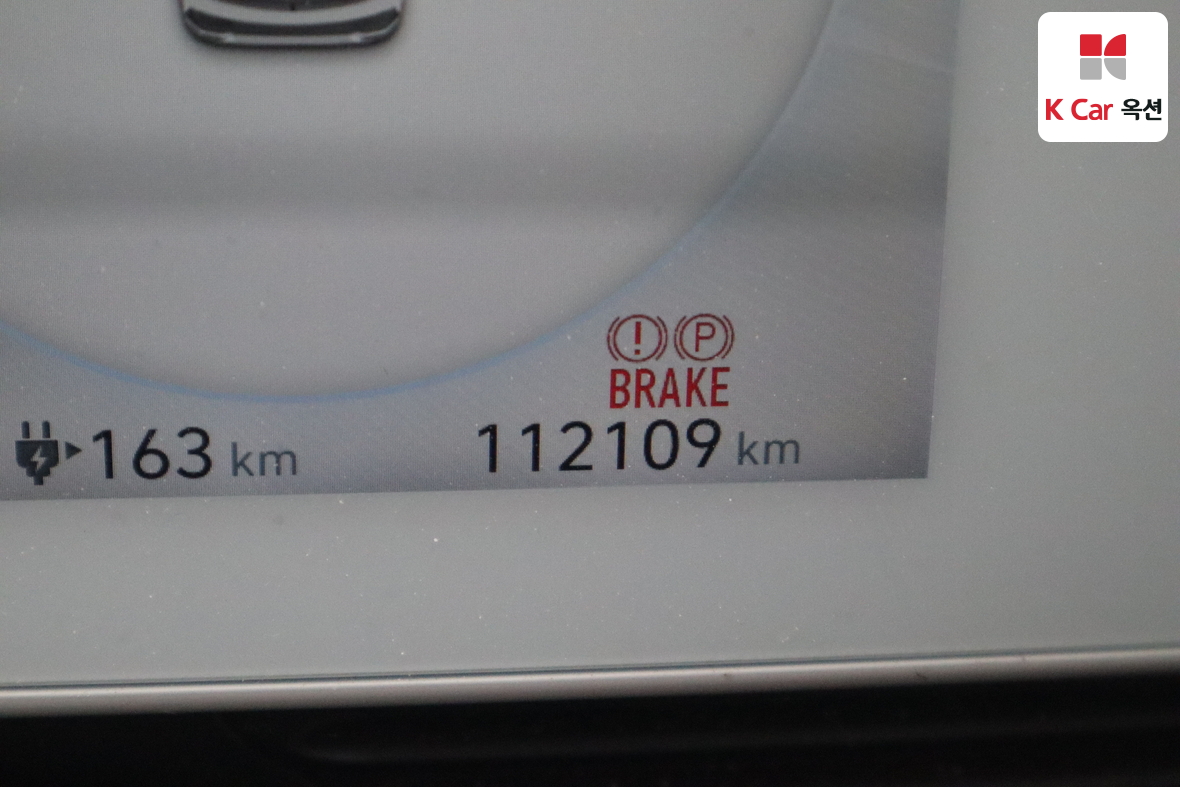 K Car 옥션
(!) (P)
BRAKE
163 km
112109 km